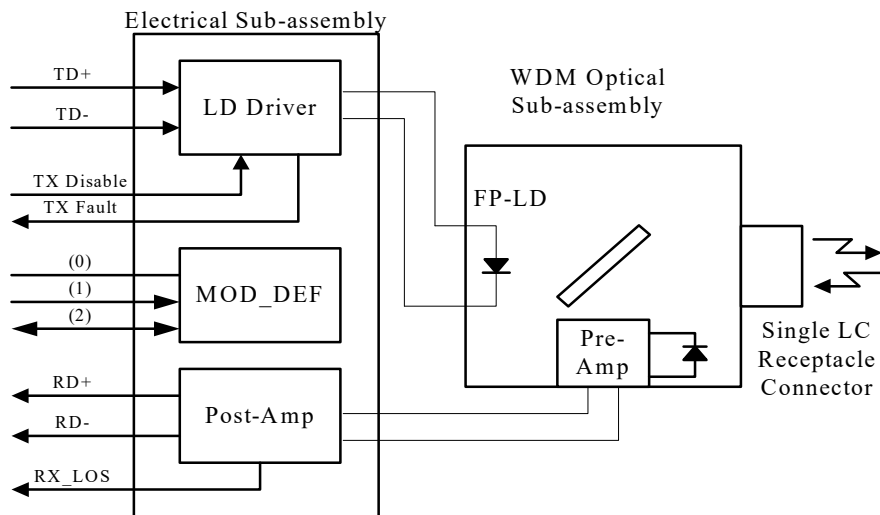 Electrical Sub-assembly
TD+
LD Driver
TD-
TX Disable
TX Fault
WDM Optical
Sub-assembly
FP-LD
(0)
(1)
MOD_DEF
(2)
Pre-
Amp
Single LC
Receptacle
Connector
RD+
Post-Amp
RD-
RX_LOS